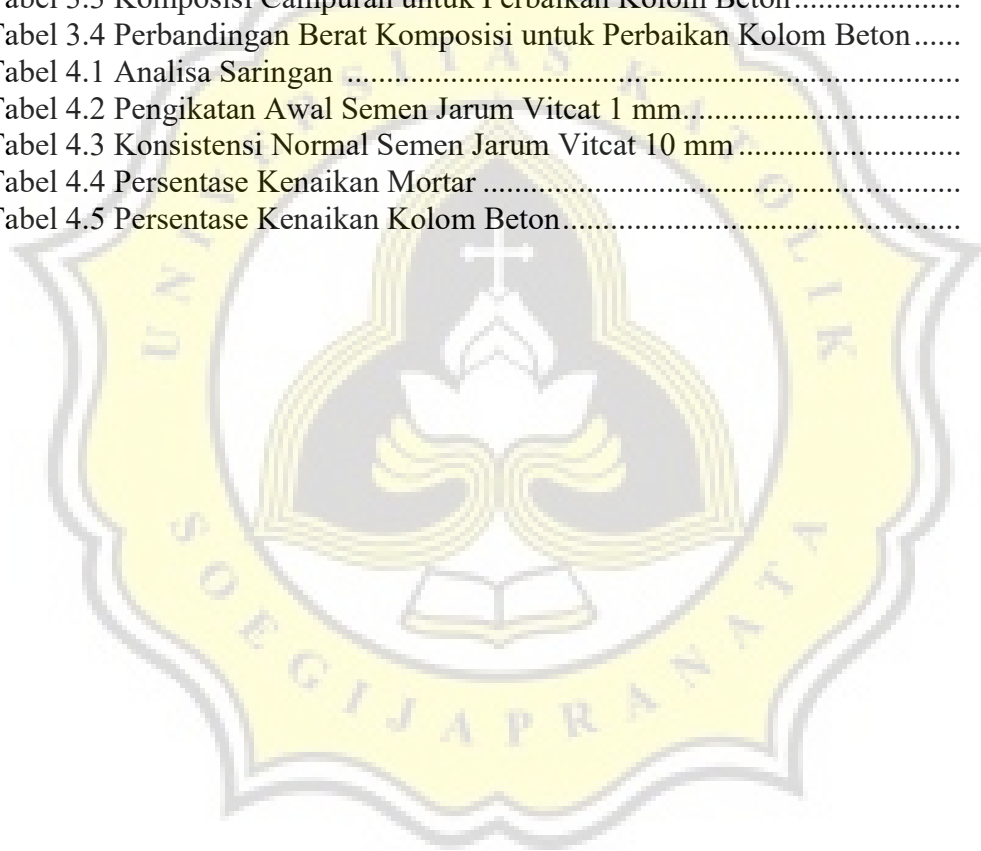 Tabel 3.3 Komposisi Campuran untuk Perbaikan Kolom Beton....................
Tabel 3.4 Perbandingan Berat Komposisi untuk Perbaikan Kolom Beton......
Tabel 4.1 Analisa Saringan ..........................................................................
Tabel 4.2 Pengikatan Awal Semen Jarum Vitcat 1 mm..................................
Tabel 4.3 Konsistensi Normal Semen Jarum Vitcat 10 mm...........................
Tabel 4.4 Persentase Kenaikan Mortar ..........................................................
Tabel 4.5 Persentase Kenaikan Kolom Beton................................................
UNIVERSITAS KATOLIK
SOEGIJAPRANATA